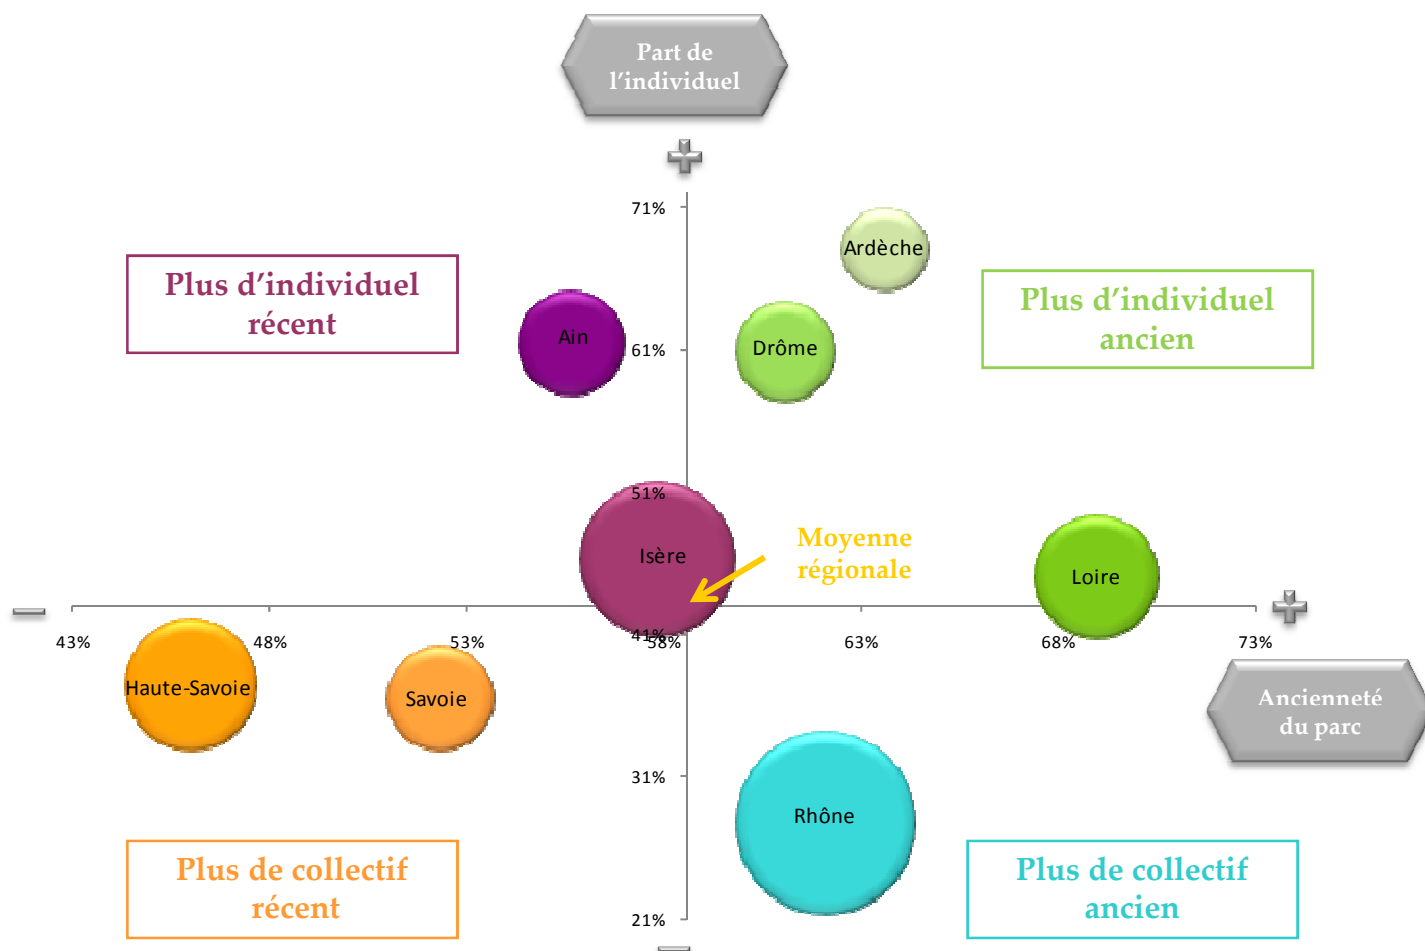 Part de
l'individuel
71%
Ardèche
Plus d'individuel
récent
Plus d'individuel
ancien
Ain
61%
Drôme
51%
Isère
Moyenne
régionale
Loire
43%
48%
53%
41%
58%
63%
68%
73%
Haute-Savoie
Savoie
Ancienneté
du parc
31%
Rhône
Plus de collectif
récent
Plus de collectif
ancien
21%